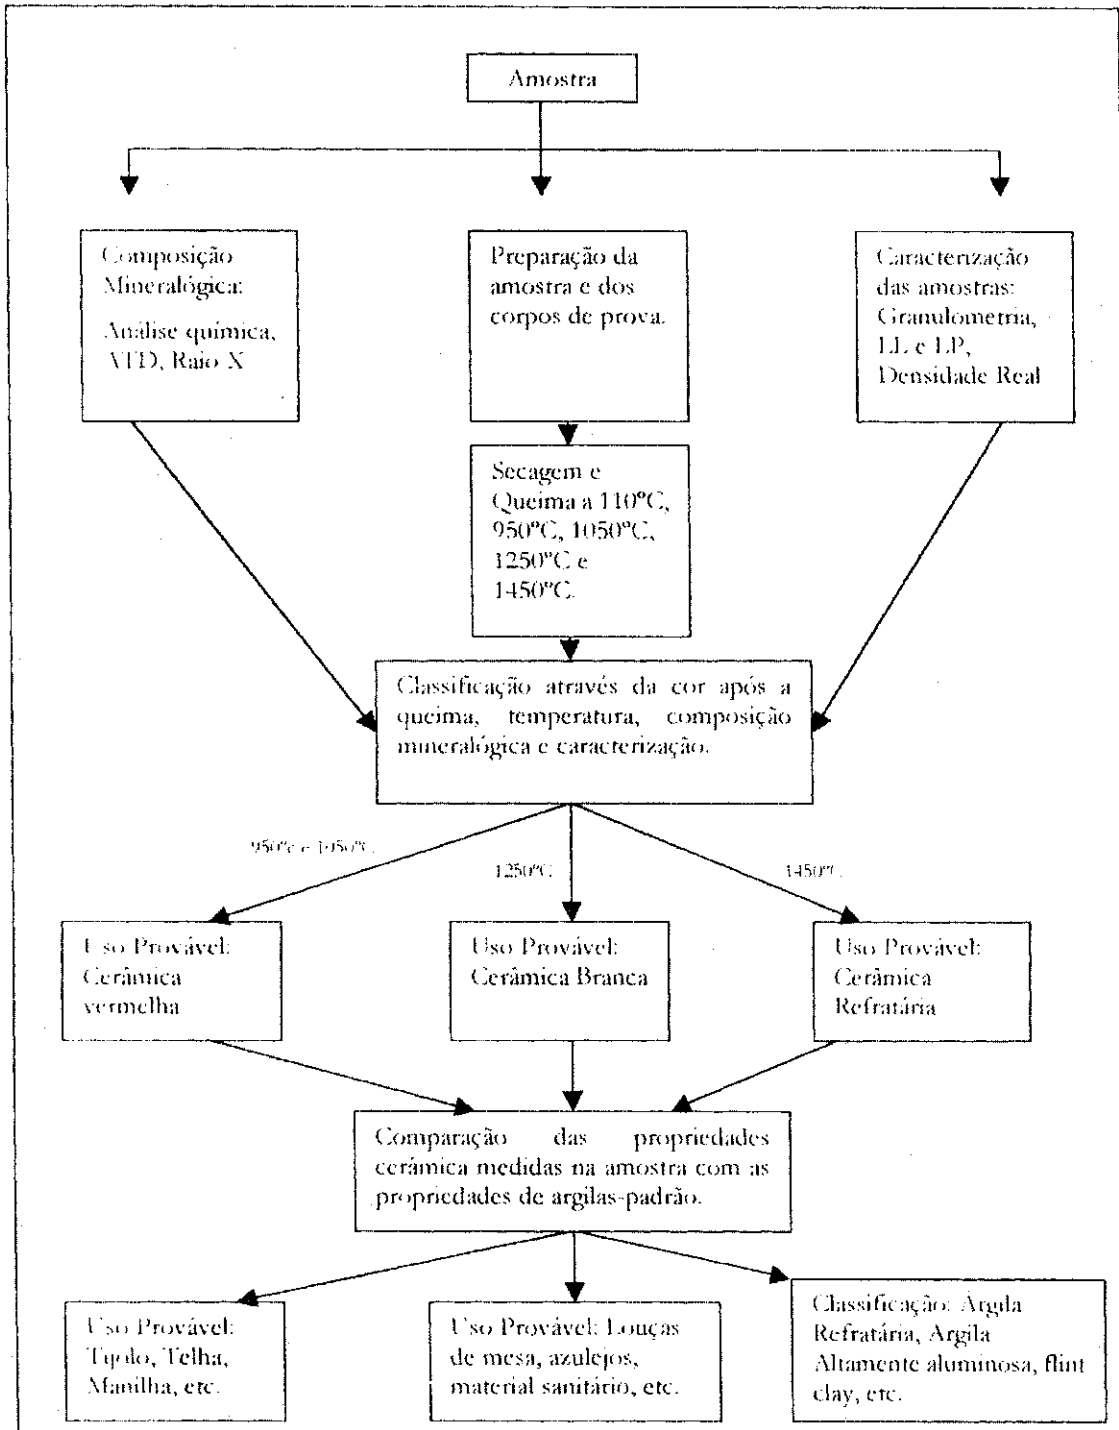 Amostra
Composição
Mineralógica:
Análise química,
ATD, Raio X
Preparação da
amostra e dos
corpos de prova.
Caracterização
das amostras:
Granulometria,
LL e LP,
Densidade Real
Secagem e
Queima a 110ºC,
950ºC, 1050ºC,
1250ºC e
1450ºC.
Classificação através da cor após a
queima, temperatura, composição
mineralógica e caracterização.
950ºc e 1050ºC
1250ºC
1450ºC
Uso Provável:
Cerâmica
vermelha
Uso Provável:
Cerâmica Branca
Uso Provável:
Cerâmica
Refratária
Comparação das propriedades
cerâmica medidas na amostra com as
propriedades de argilas-padrão.
Uso Provável:
Tijolo, Telha,
Manilha, etc.
Uso Provável: Louças
de mesa, azulejos,
material sanitário, etc.
Classificação: Argila
Refratária, Argila
Altamente aluminosa, flint
clay, etc.